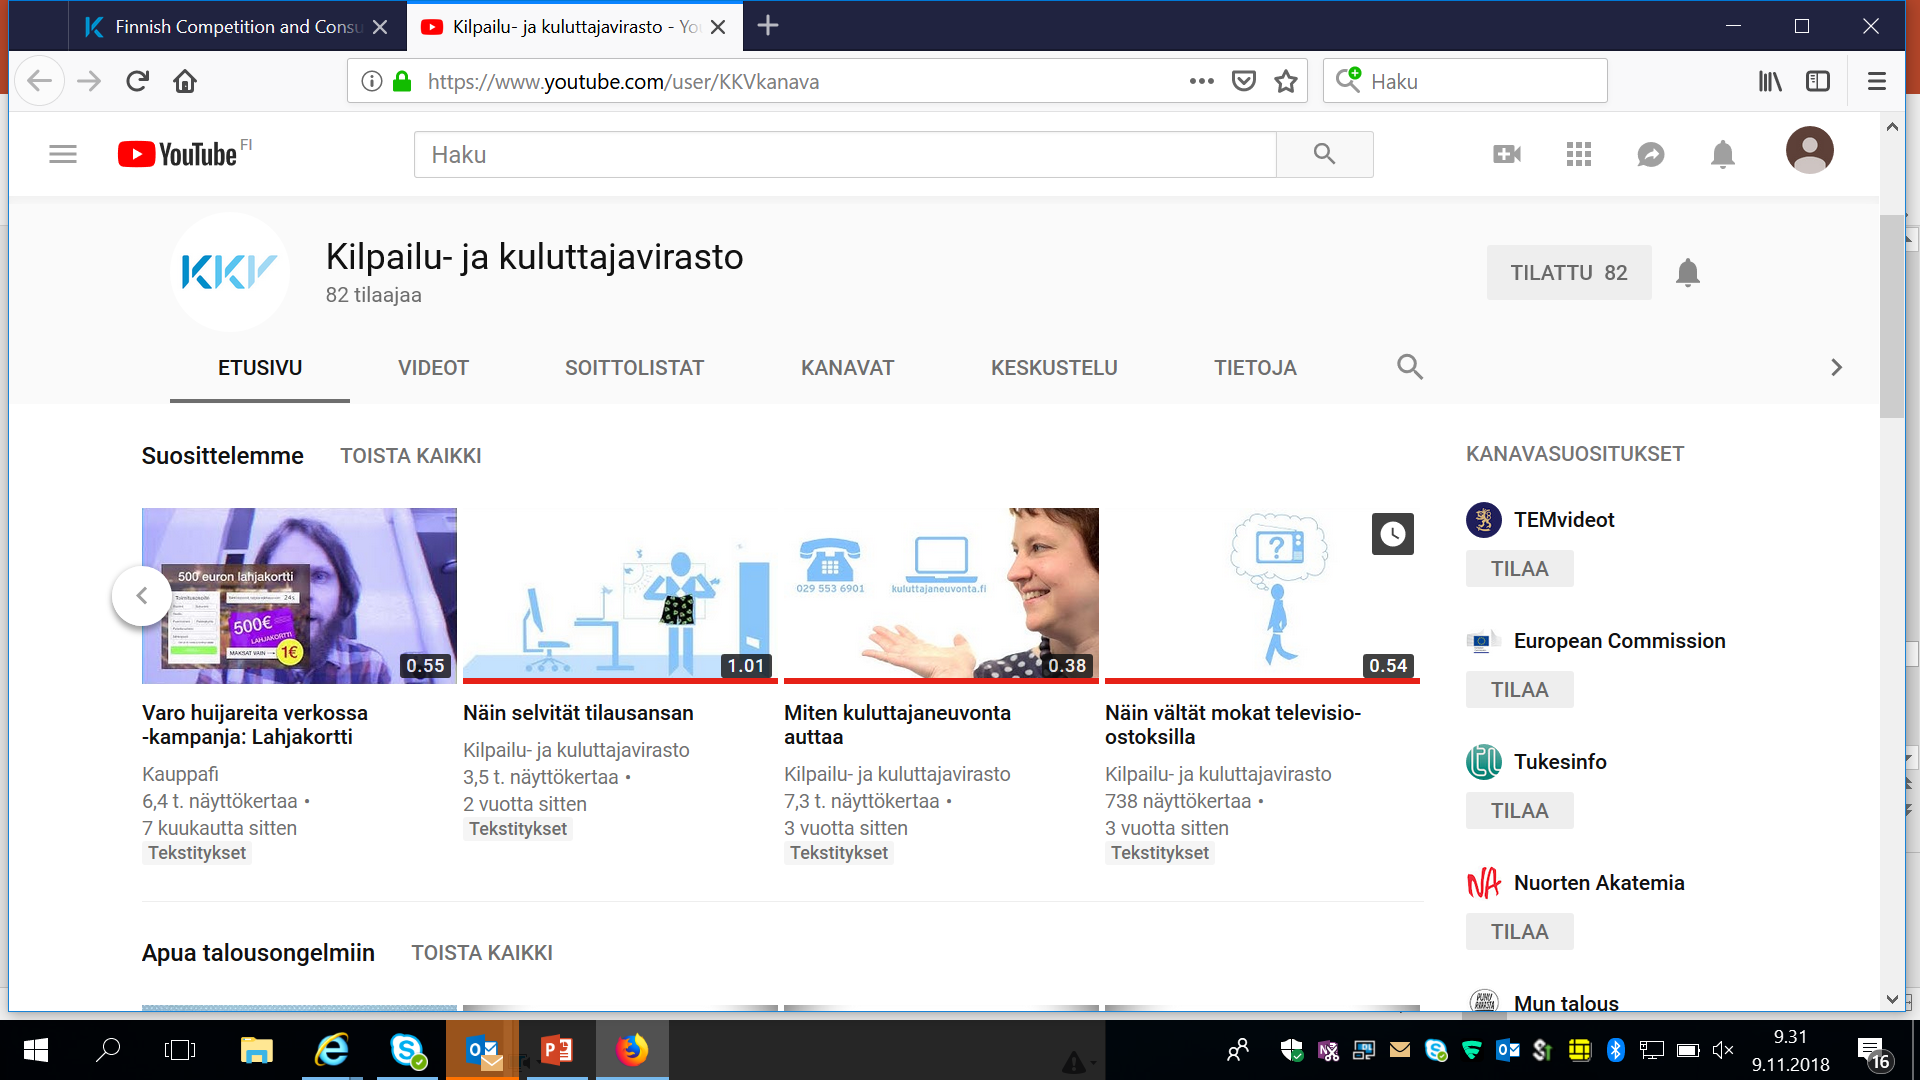 Finnish Competition and Consu
Kilpailu- ja kuluttajavirasto - Yo
https://www.youtube.com/user/KKVkanava
Haku
YouTube FI
Haku
KKV
Kilpailu- ja kuluttajavirasto
82 tilaajaa
TILATTU 82
ETUSIVU VIDEOT SOITTOLISTAT KANAVAT KESKUSTELU TIETOJA
Suosittelemme TOISTA KAIKKI
500 euron lahjakortti
24s
500€
LAHJAKORTTI
MAKSAT VAIN
1€
0.55
Varo huijareita verkossa
-kampanja: Lahjakortti
Kauppafi
6,4 t. näyttökertaa •
7 kuukautta sitten
Tekstitykset
1.01
Näin selvität tilausansan
Kilpailu- ja kuluttajavirasto
3,5 t. näyttökertaa •
2 vuotta sitten
Tekstitykset
029 553 6901
kuluttajaneuvonta.fi
0.38
Miten kuluttajaneuvonta
auttaa
Kilpailu- ja kuluttajavirasto
7,3 t. näyttökertaa •
3 vuotta sitten
Tekstitykset
?
0.54
Näin vältät mokat televisio-
ostoksilla
Kilpailu- ja kuluttajavirasto
738 näyttökertaa •
3 vuotta sitten
Tekstitykset
Apua talousongelmiin TOISTA KAIKKI
KANAVASUOSITUKSET
TEMvideot
TILAA
European Commission
TILAA
Tukesinfo
TILAA
NA
Nuorten Akatemia
TILAA
Mun talous
9.31
9.11.2018
16